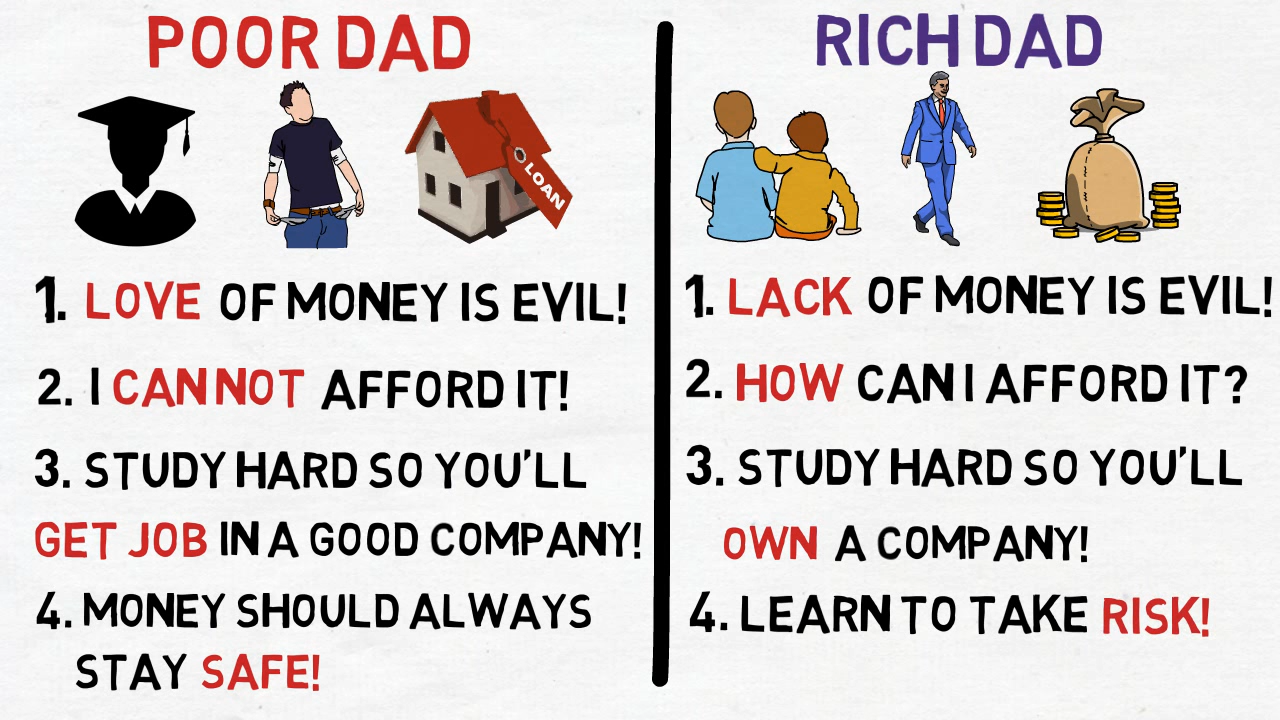 POOR DAD
LOAN
1. LOVE OF MONEY IS EVIL!
2. I CANNOT AFFORD IT!
3. STUDY HARD SO YOU'LL
GET JOB IN A GOOD COMPANY!
4. MONEY SHOULD ALWAYS
STAY SAFE!
RICH DAD
1. LACK OF MONEY IS EVIL!
2. HOW CAN I AFFORD IT?
3. STUDY HARD SO YOU'LL
OWN A COMPANY!
4. LEARN TO TAKE RISK!